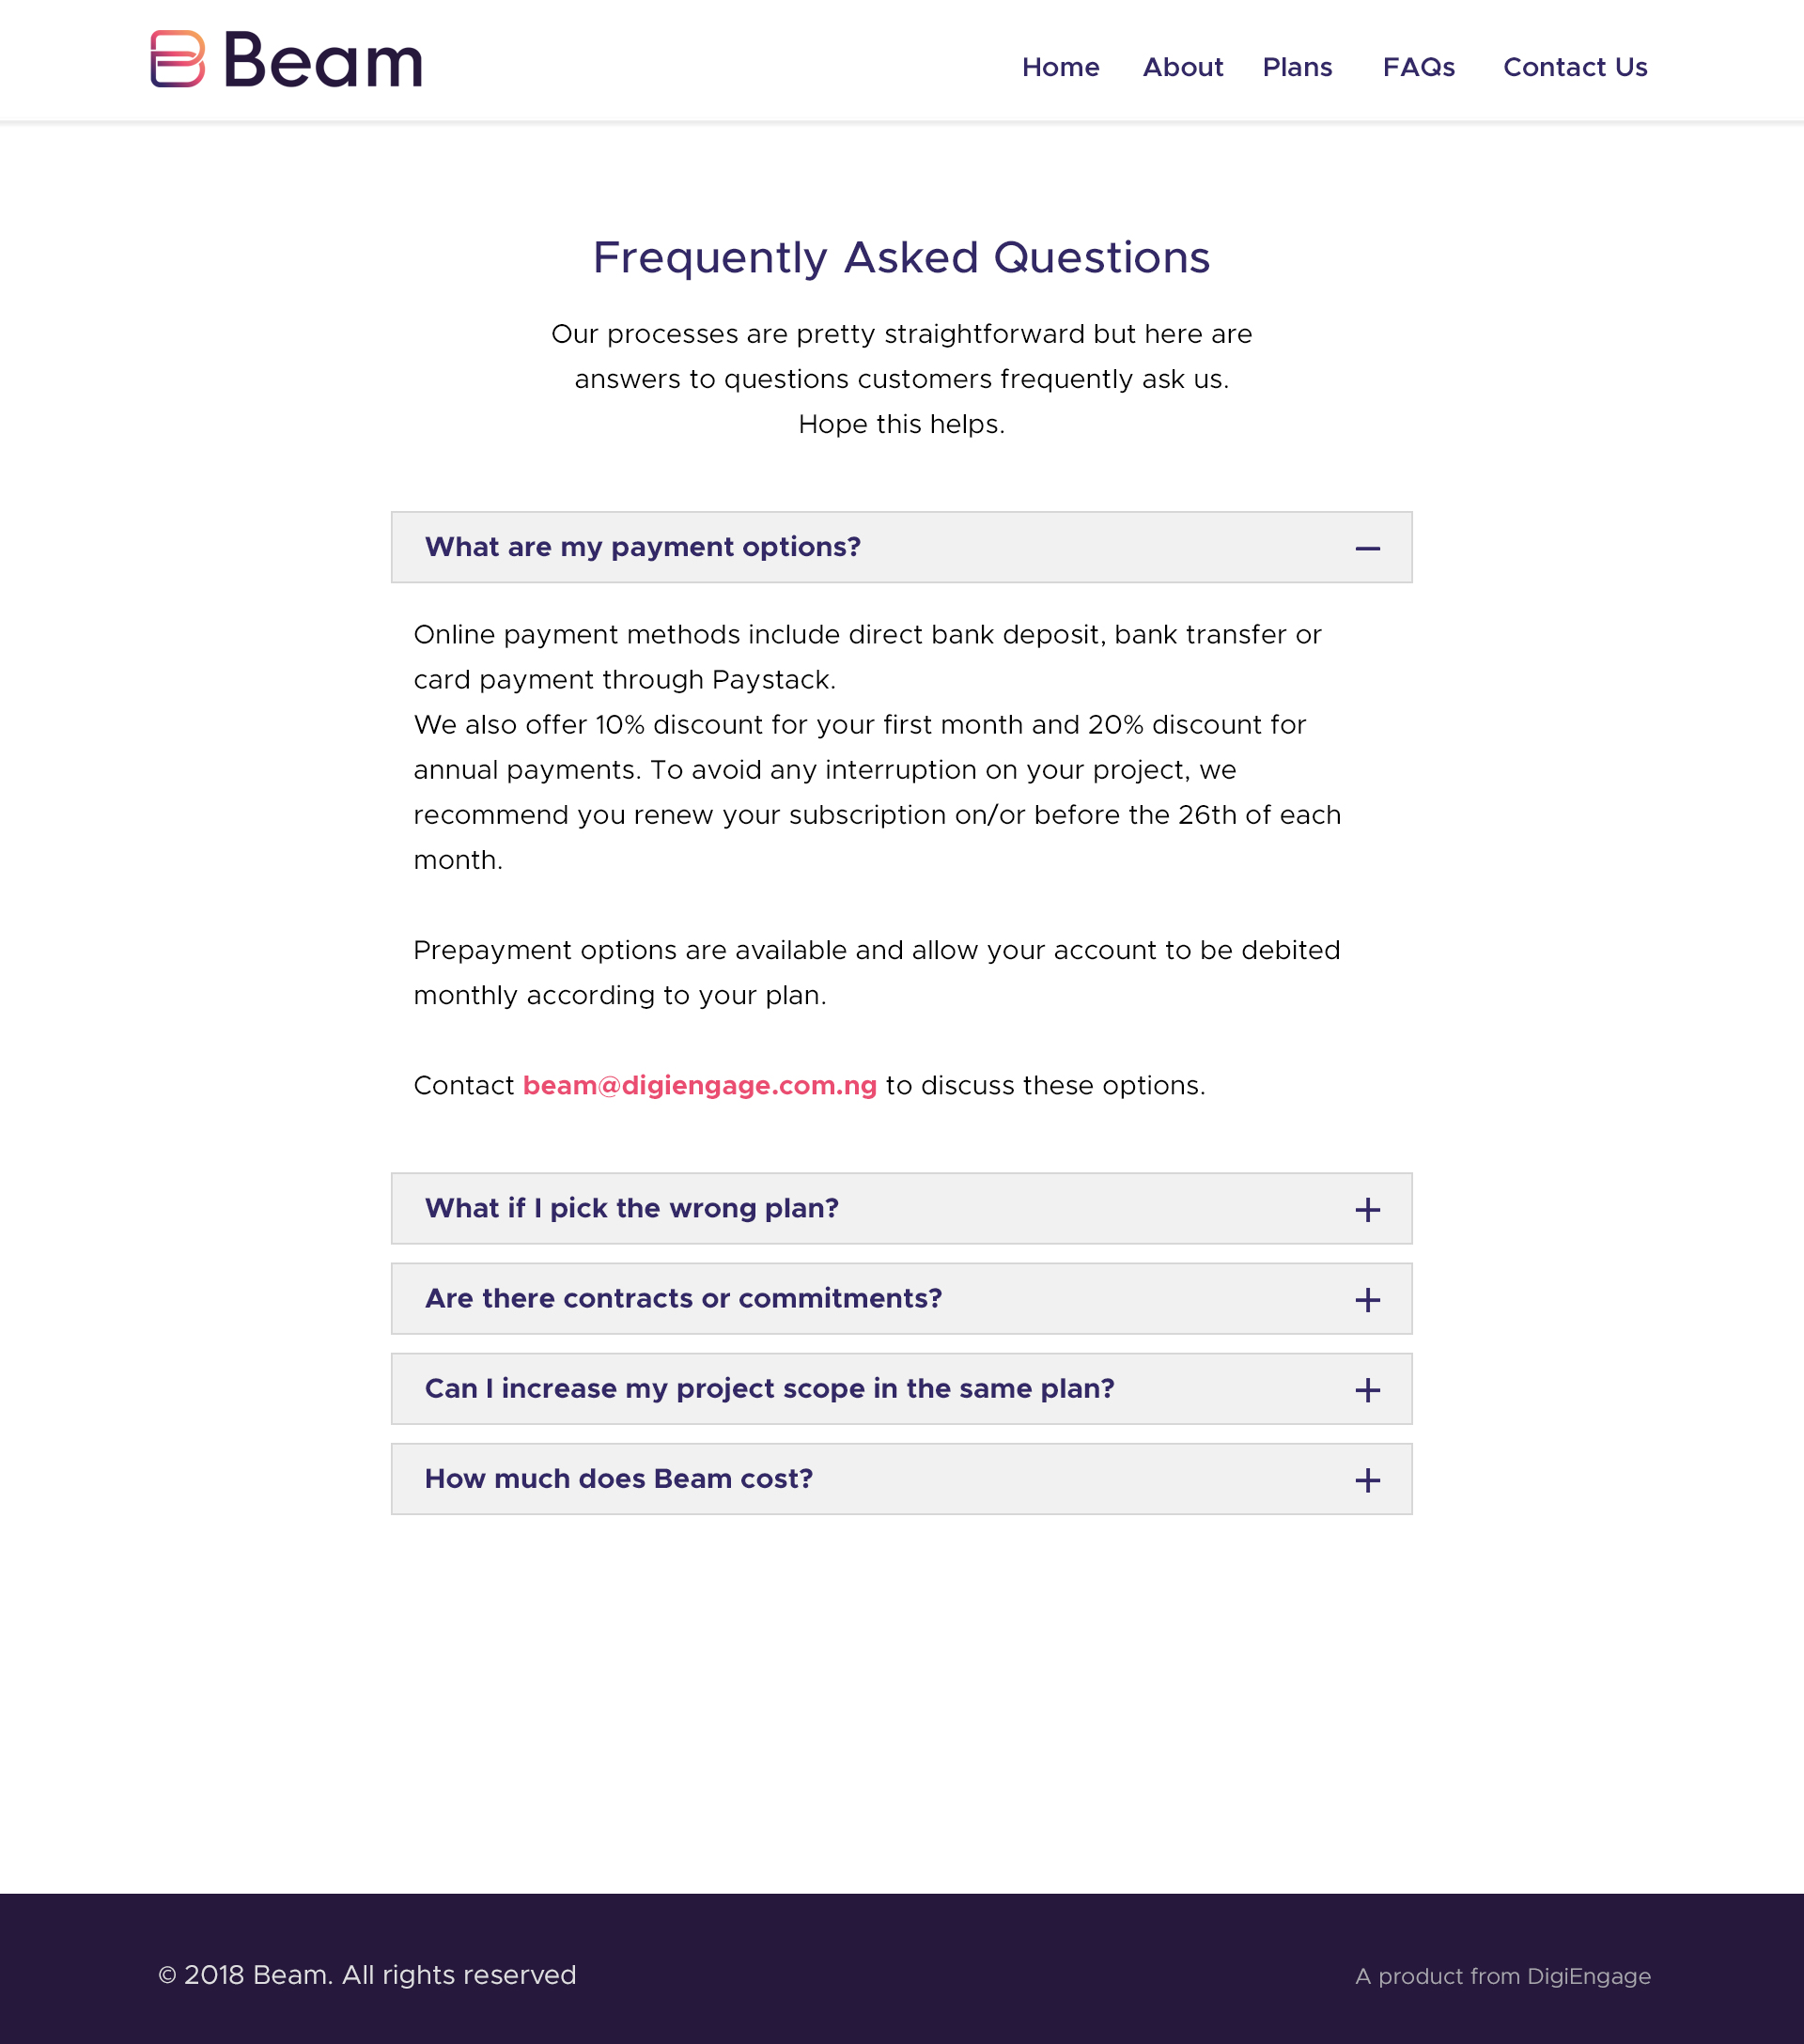 Beam
Home About Plans FAQs Contact Us
Frequently Asked Questions
Our processes are pretty straightforward but here are
answers to questions customers frequently ask us.
Hope this helps.
What are my payment options?
Online payment methods include direct bank deposit, bank transfer or
card payment through Paystack.
We also offer 10% discount for your first month and 20% discount for
annual payments. To avoid any interruption on your project, we
recommend you renew your subscription on/or before the 26th of each
month.
Prepayment options are available and allow your account to be debited
monthly according to your plan.
Contact beam@digiengage.com.ng to discuss these options.
What if I pick the wrong plan?
Are there contracts or commitments?
Can I increase my project scope in the same plan?
How much does Beam cost?
© 2018 Beam. All rights reserved
A product from DigiEngage